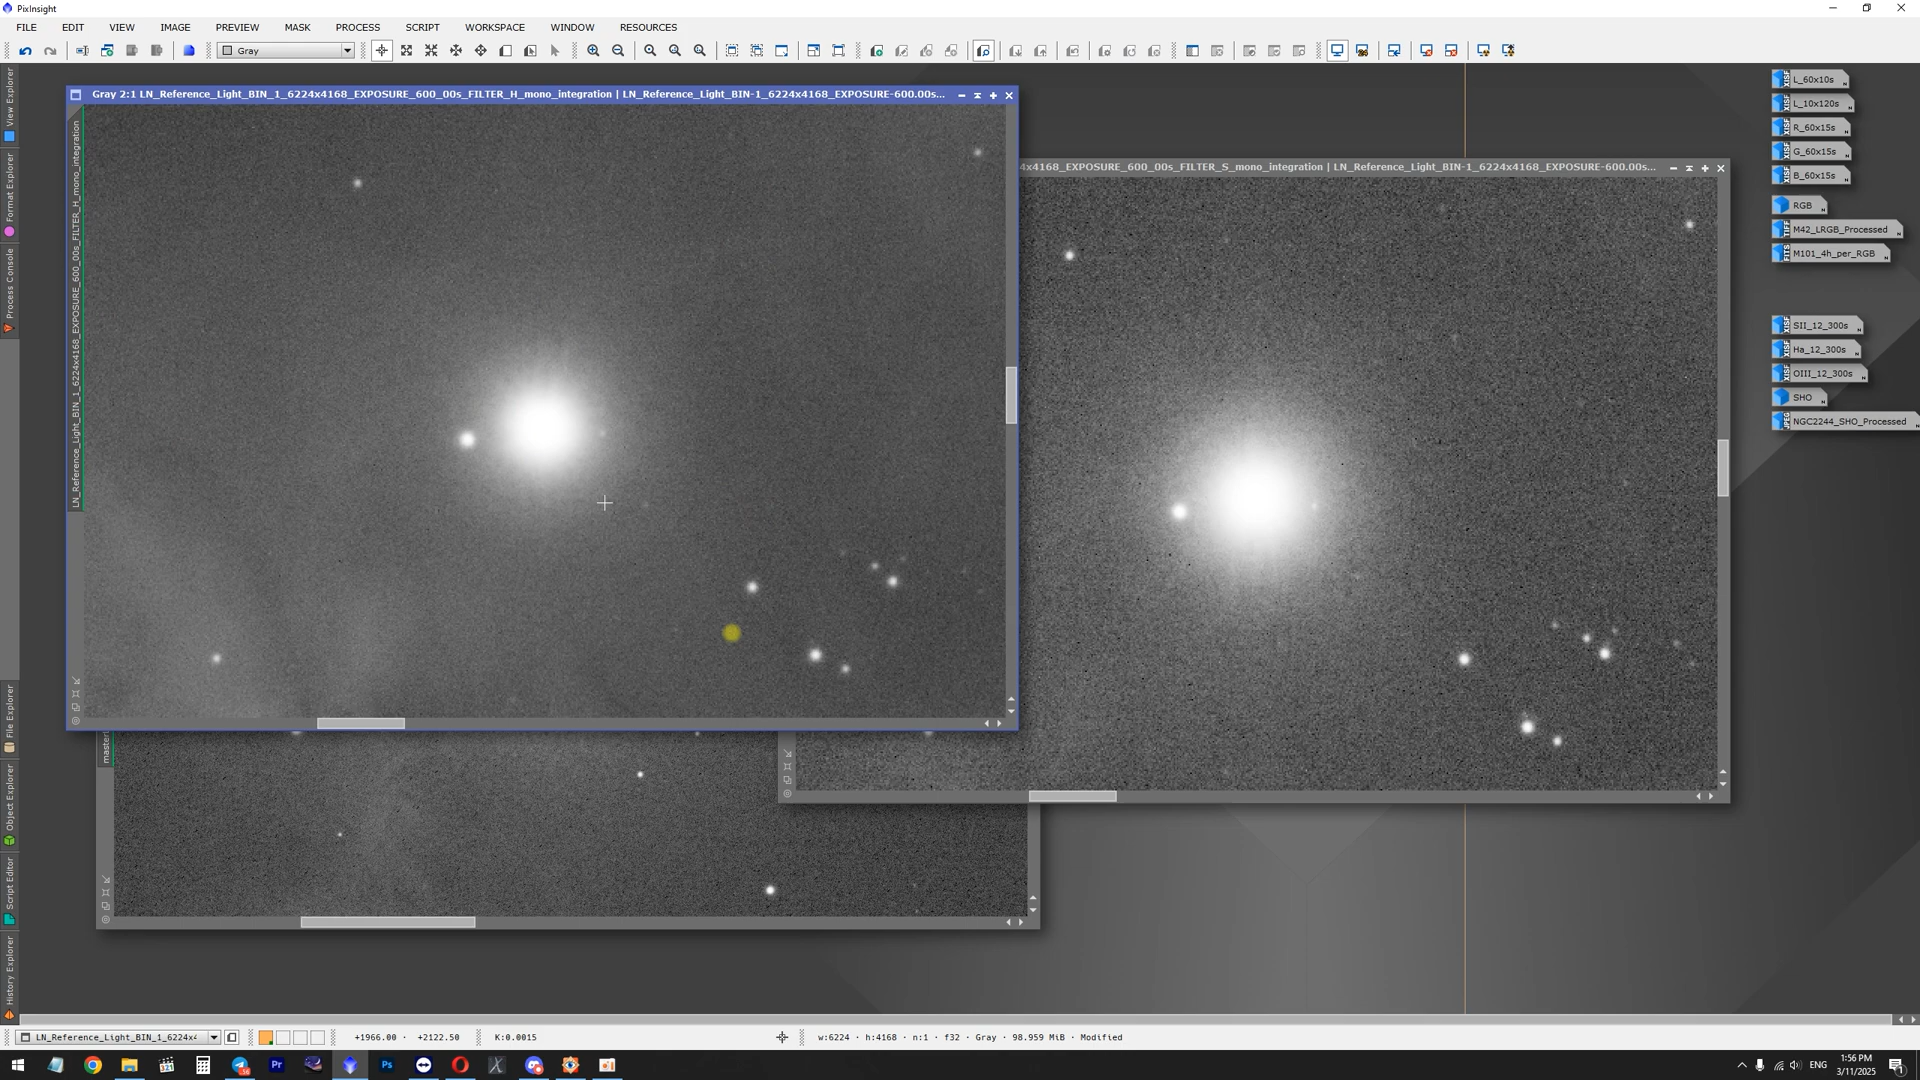 PixInsight
FILE EDIT VIEW IMAGE PREVIEW MASK PROCESS SCRIPT WORKSPACE WINDOW RESOURCES
Gray
View Explorer
Format Explorer
Process Console
File Explorer
Object Explorer
Script Editor
History Explorer
Gray 2:1 LN_Reference_Light_BIN_1_6224x4168_EXPOSURE_600_00s_FILTER_H_mono_integration | LN_Reference_Light_BIN-1_6224x4168_EXPOSURE-600.00s...
LN_Reference_Light_BIN_1_6224x4168_EXPOSURE_600_00s_FILTER_H_mono_integration
x4168_EXPOSURE_600_00s_FILTER_S_mono_integration | LN_Reference_Light_BIN-1_6224x4168_EXPOSURE-600.00s...
master
L_60x10s
L_10x120s
R_60x15s
G_60x15s
B_60x15s
RGB
M42_LRGB_Processed
M101_4h_per_RGB
SII_12_300s
Ha_12_300s
OIII_12_300s
SHO
NGC2244_SHO_Processed
LN_Reference_Light_BIN_1_6224x4
+1966.00 · +2122.50 K:0.0015
w:6224 · h:4168 · n:1 · f32 · Gray · 98.959 MiB · Modified
ENG
1:56 PM
3/11/2025